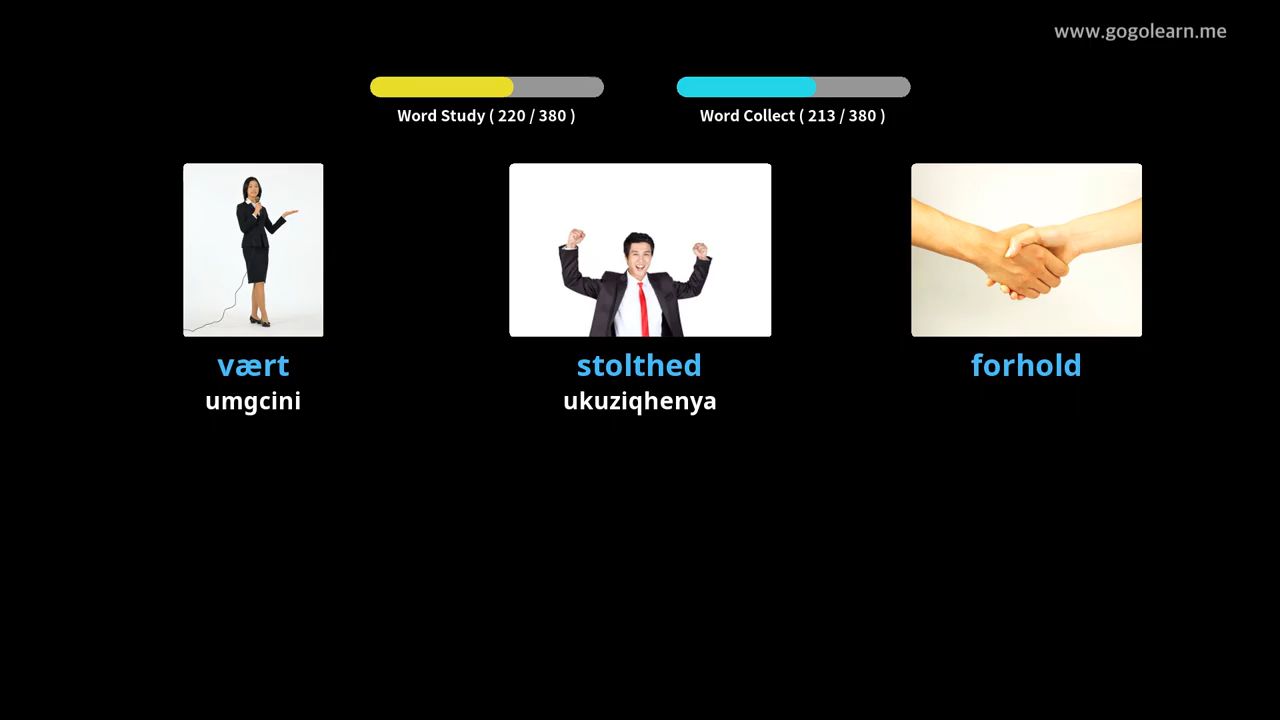 www.gogolearn.me
Word Study ( 220 / 380 )
Word Collect ( 213 / 380 )
vært
stolthed
forhold
umgcini
ukuziqhenya